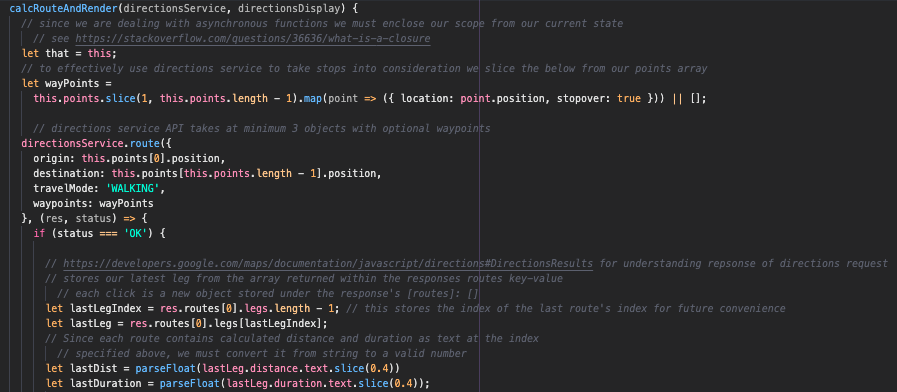 calcRouteAndRender(directionsService, directionsDisplay) {
// since we are dealing with asynchronous functions we must enclose our scope from our current state
// see https://stackoverflow.com/questions/36636/what-is-a-closure
let that = this;
// to effectively use directions service to take stops into consideration we slice the below from our points array
let wayPoints =
this.points.slice(1, this.points.length - 1).map(point => ({ location: point.position, stopover: true })) || [];
// directions service API takes at minimum 3 objects with optional waypoints
directionsService.route({
origin: this.points[0].position,
destination: this.points[this.points.length - 1].position,
travelMode: 'WALKING',
waypoints: wayPoints
}, (res, status) => {
if (status === 'OK') {
// https://developers.google.com/maps/documentation/javascript/directions#DirectionsResults for understanding repsonse of directions request
// stores our latest leg from the array returned within the responses routes key-value
// each click is a new object stored under the response's [routes]: []
let lastLegIndex = res.routes[0].legs.length - 1; // this stores the index of the last route's index for future convenience
let lastLeg = res.routes[0].legs[lastLegIndex];
// Since each route contains calculated distance and duration as text at the index
// specified above, we must convert it from string to a valid number
let lastDist = parseFloat(lastLeg.distance.text.slice(0.4))
let lastDuration = parseFloat(lastLeg.duration.text.slice(0.4));